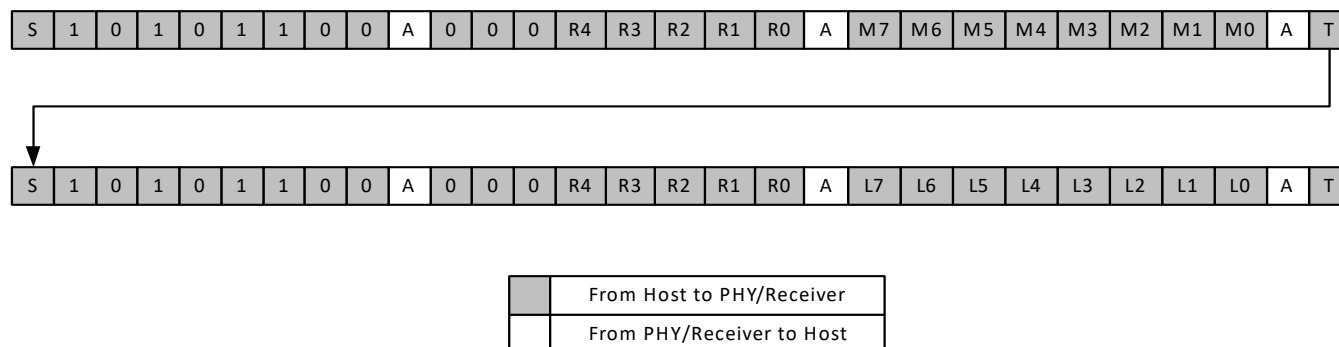 S 1 0 1 0 1 1 0 0 A 0 0 0 R4 R3 R2 R1 R0 A M7 M6 M5 M4 M3 M2 M1 M0 A T
S 1 0 1 0 1 1 0 0 A 0 0 0 R4 R3 R2 R1 R0 A L7 L6 L5 L4 L3 L2 L1 L0 A T
From Host to PHY/Receiver
From PHY/Receiver to Host